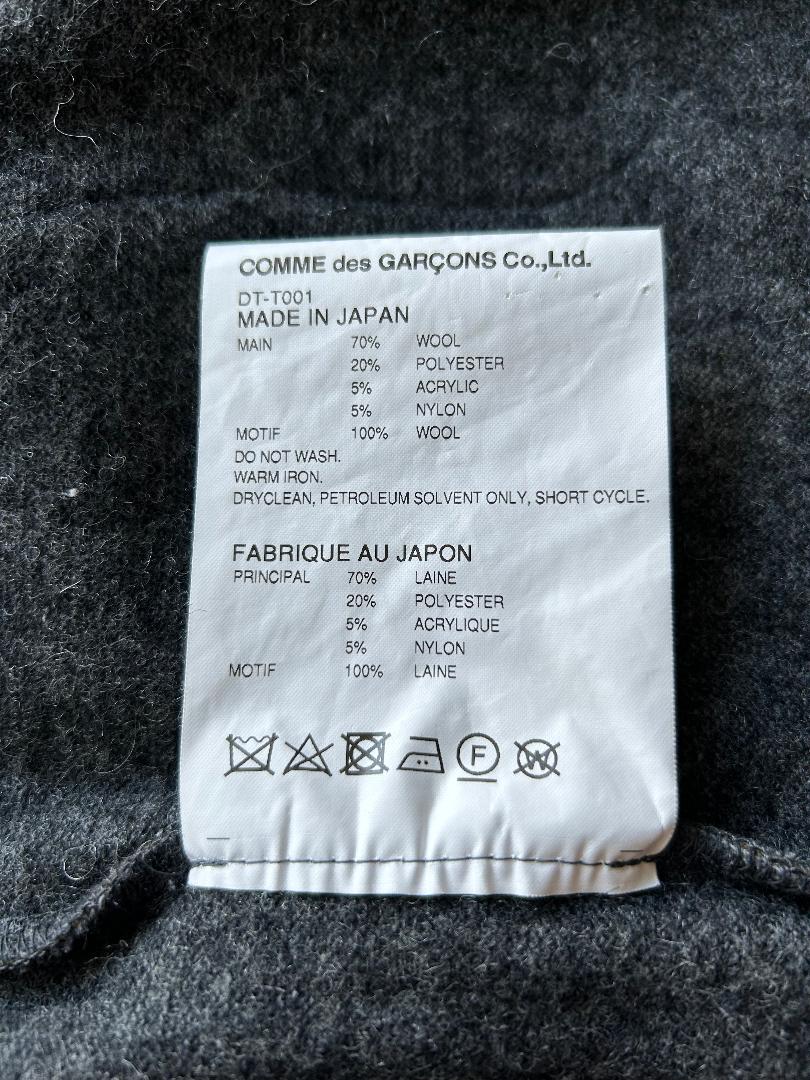 COMME des GARÇONS Co.,Ltd.
DT-T001
MADE IN JAPAN
MAIN 70% WOOL
20% POLYESTER
5% ACRYLIC
5% NYLON
MOTIF 100% WOOL
DO NOT WASH.
WARM IRON.
DRYCLEAN, PETROLEUM SOLVENT ONLY, SHORT CYCLE.
FABRIQUE AU JAPON
PRINCIPAL 70% LAINE
20% POLYESTER
5% ACRYLIQUE
5% NYLON
MOTIF 100% LAINE
F W